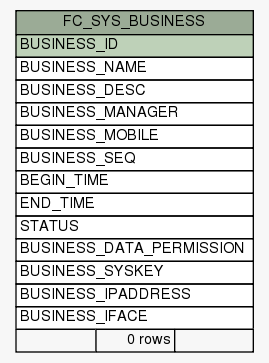 FC_SYS_BUSINESS
BUSINESS_ID
BUSINESS_NAME
BUSINESS_DESC
BUSINESS_MANAGER
BUSINESS_MOBILE
BUSINESS_SEQ
BEGIN_TIME
END_TIME
STATUS
BUSINESS_DATA_PERMISSION
BUSINESS_SYSKEY
BUSINESS_IPADDRESS
BUSINESS_IFACE
0 rows